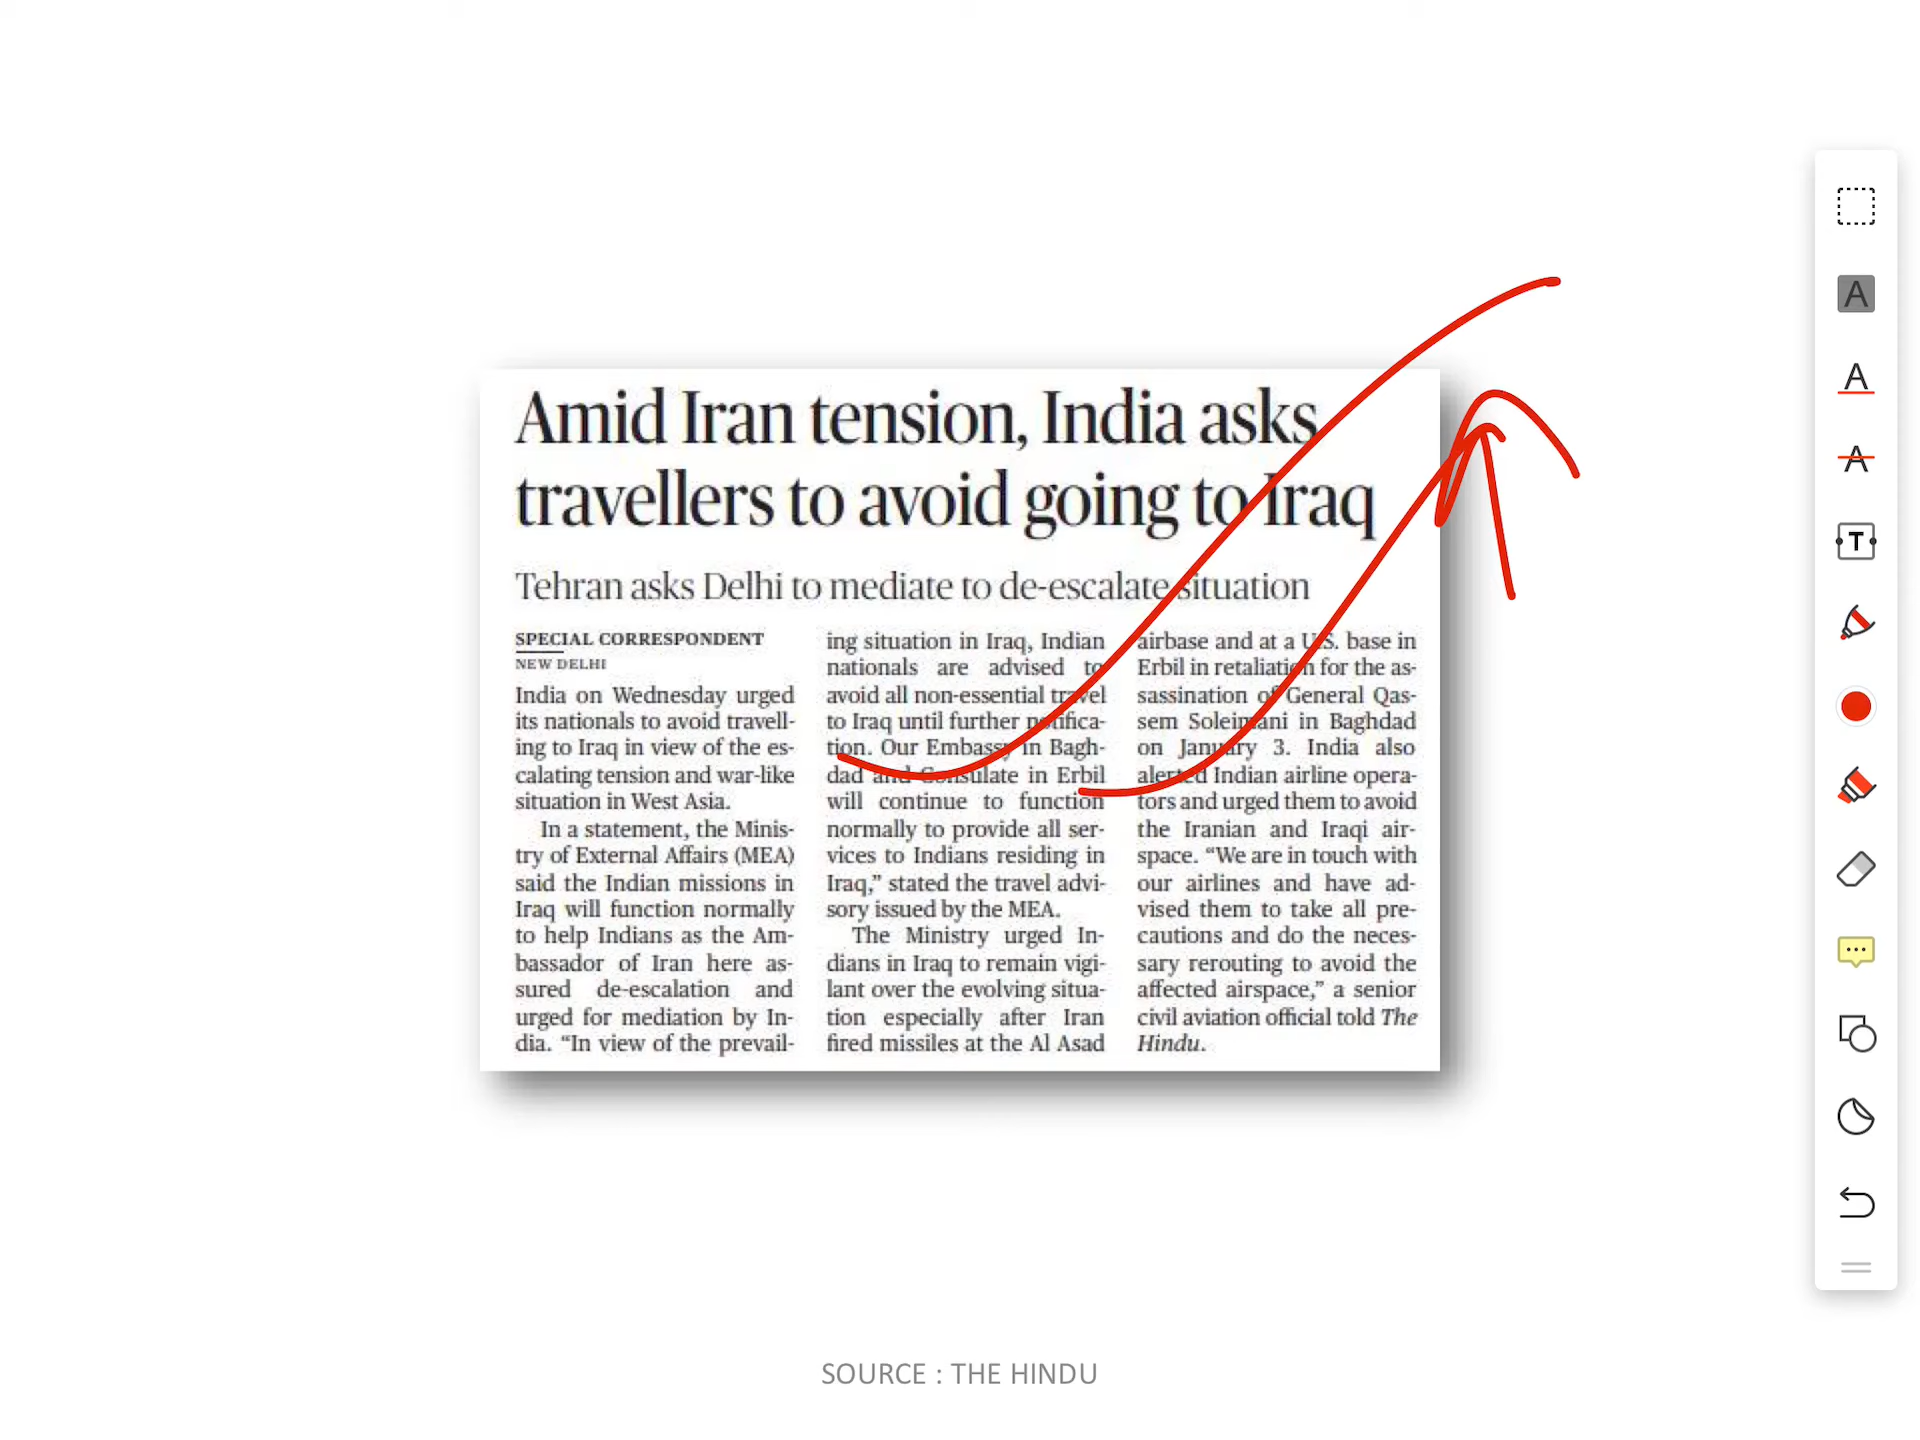 Amid Iran tension, India asks
travellers to avoid going to Iraq
Tehran asks Delhi to mediate to de-escalate situation
SPECIAL CORRESPONDENT
NEW DELHI
India on Wednesday urged
its nationals to avoid travell-
ing to Iraq in view of the es-
calating tension and war-like
situation in West Asia.
In a statement, the Minis-
try of External Affairs (MEA)
said the Indian missions in
Iraq will function normally
to help Indians as the Am-
bassador of Iran here as-
sured de-escalation and
urged for mediation by In-
dia. “In view of the prevail-
ing situation in Iraq, Indian
nationals are advised to
avoid all non-essential travel
to Iraq until further notifica-
tion. Our Embassy in Bagh-
dad and Consulate in Erbil
will continue to function
normally to provide all ser-
vices to Indians residing in
Iraq,” stated the travel advi-
sory issued by the MEA.
The Ministry urged In-
dians in Iraq to remain vigi-
lant over the evolving situa-
tion especially after Iran
fired missiles at the Al Asad
airbase and at a U.S. base in
Erbil in retaliation for the as-
sassination of General Qas-
sem Soleimani in Baghdad
on January 3. India also
alerted Indian airline opera-
tors and urged them to avoid
the Iranian and Iraqi air-
space. “We are in touch with
our airlines and have ad-
vised them to take all pre-
cautions and do the neces-
sary rerouting to avoid the
affected airspace,” a senior
civil aviation official told The
Hindu.
SOURCE : THE HINDU
A
A
A
T